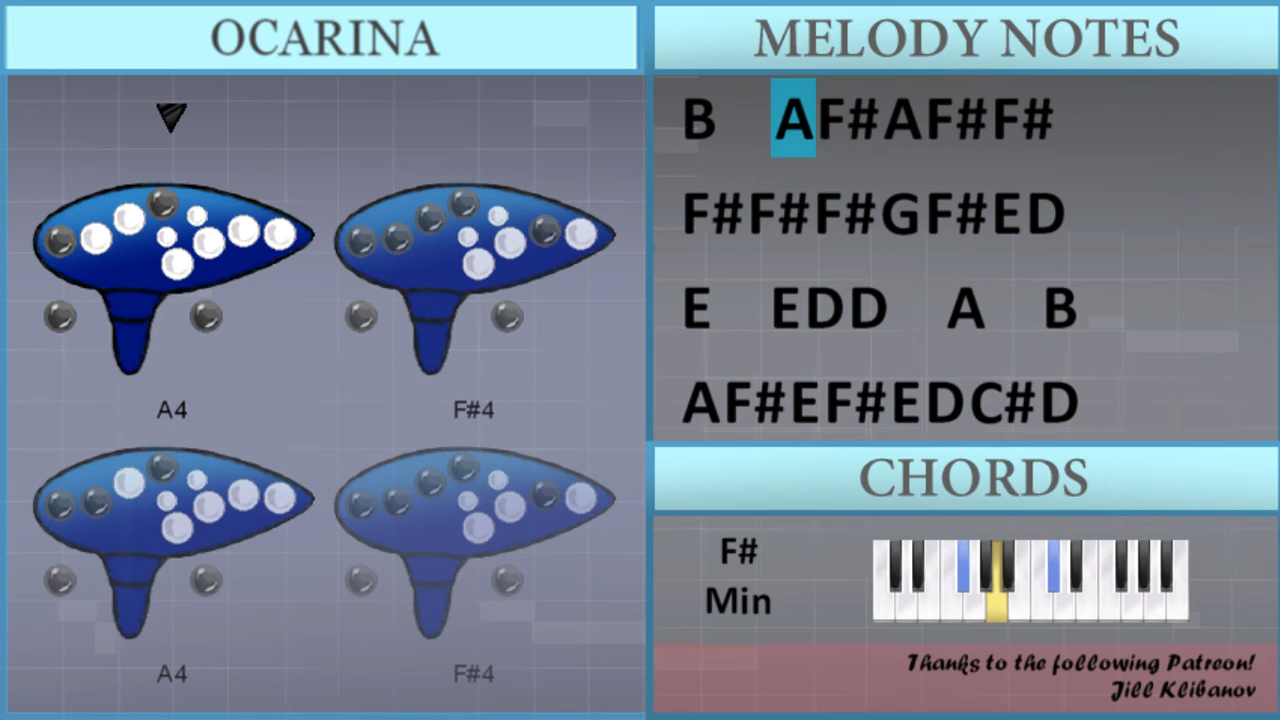 OCARINA
A4
F#4
A4
F#4
MELODY NOTES
B AF#AF#F#
F#F#F#GF#ED
E EDD A B
AF#EF#EDC#D
CHORDS
F#
Min
Thanks to the following Patreon!
Jill Klibanov